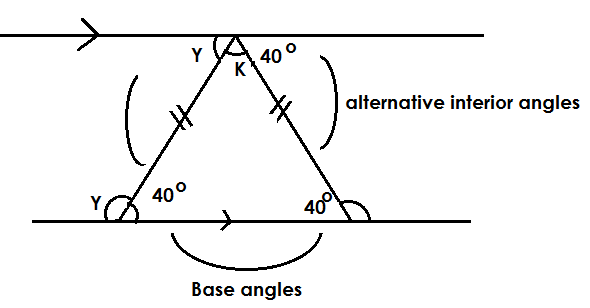 Y
K
40°
alternative interior angles
Y
40°
40°
Base angles